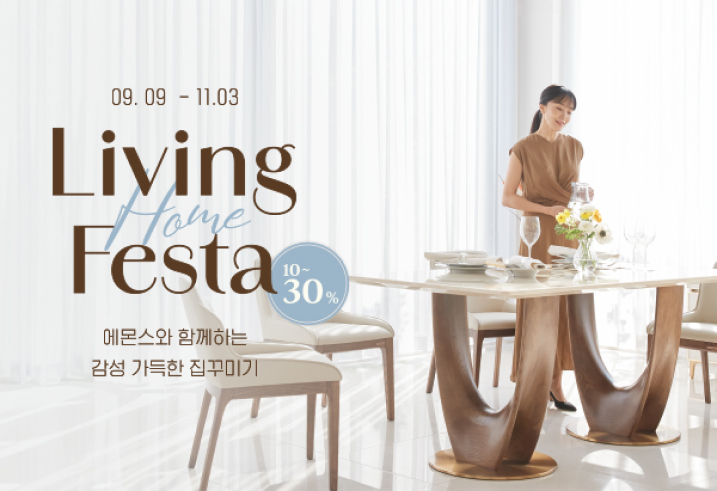 09. 09 - 11.03
Living
Home
Festa
10~
30%
에몬스와 함께하는
감성 가득한 집꾸미기